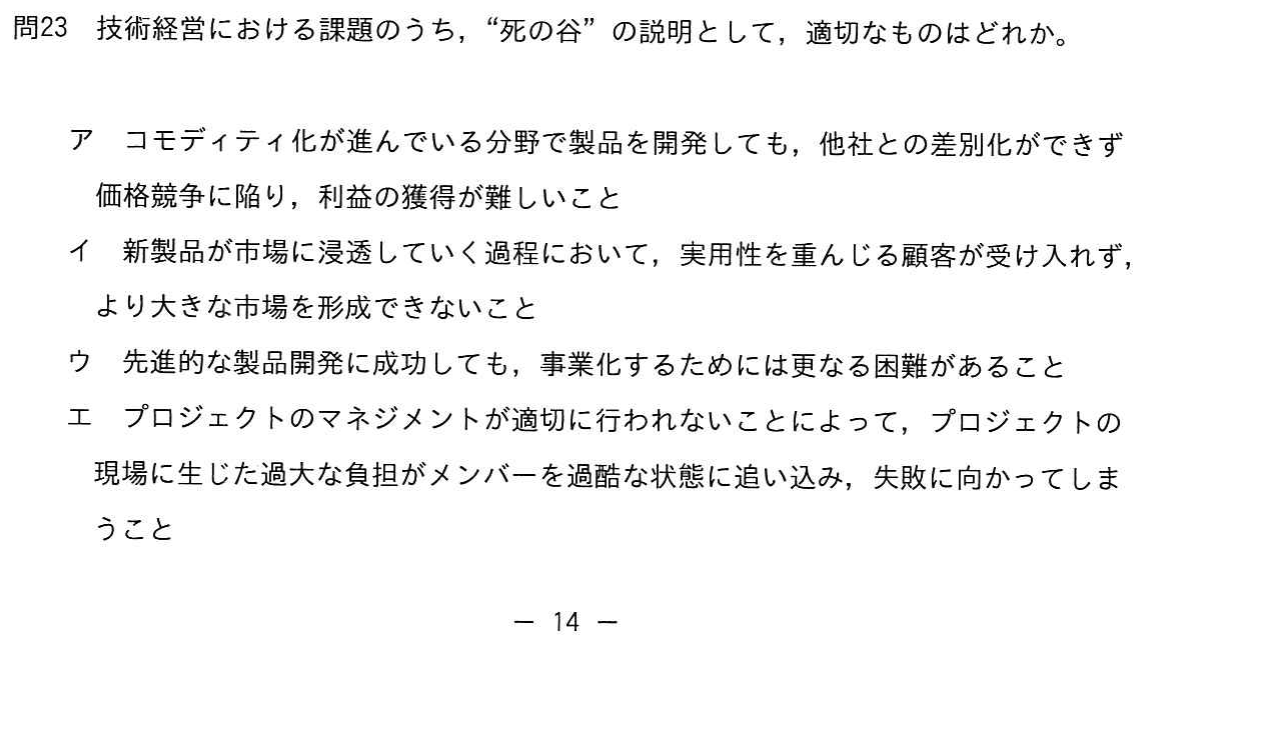 問23　技術経営における課題のうち，“死の谷”の説明として，適切なものはどれか。
ア　コモディティ化が進んでいる分野で製品を開発しても，他社との差別化ができず
価格競争に陥り，利益の獲得が難しいこと
イ　新製品が市場に浸透していく過程において，実用性を重んじる顧客が受け入れず，
より大きな市場を形成できないこと
ウ　先進的な製品開発に成功しても，事業化するためには更なる困難があること
エ　プロジェクトのマネジメントが適切に行われないことによって，プロジェクトの
現場に生じた過大な負担がメンバーを過酷な状態に追い込み，失敗に向かってしま
うこと
－ 14 －